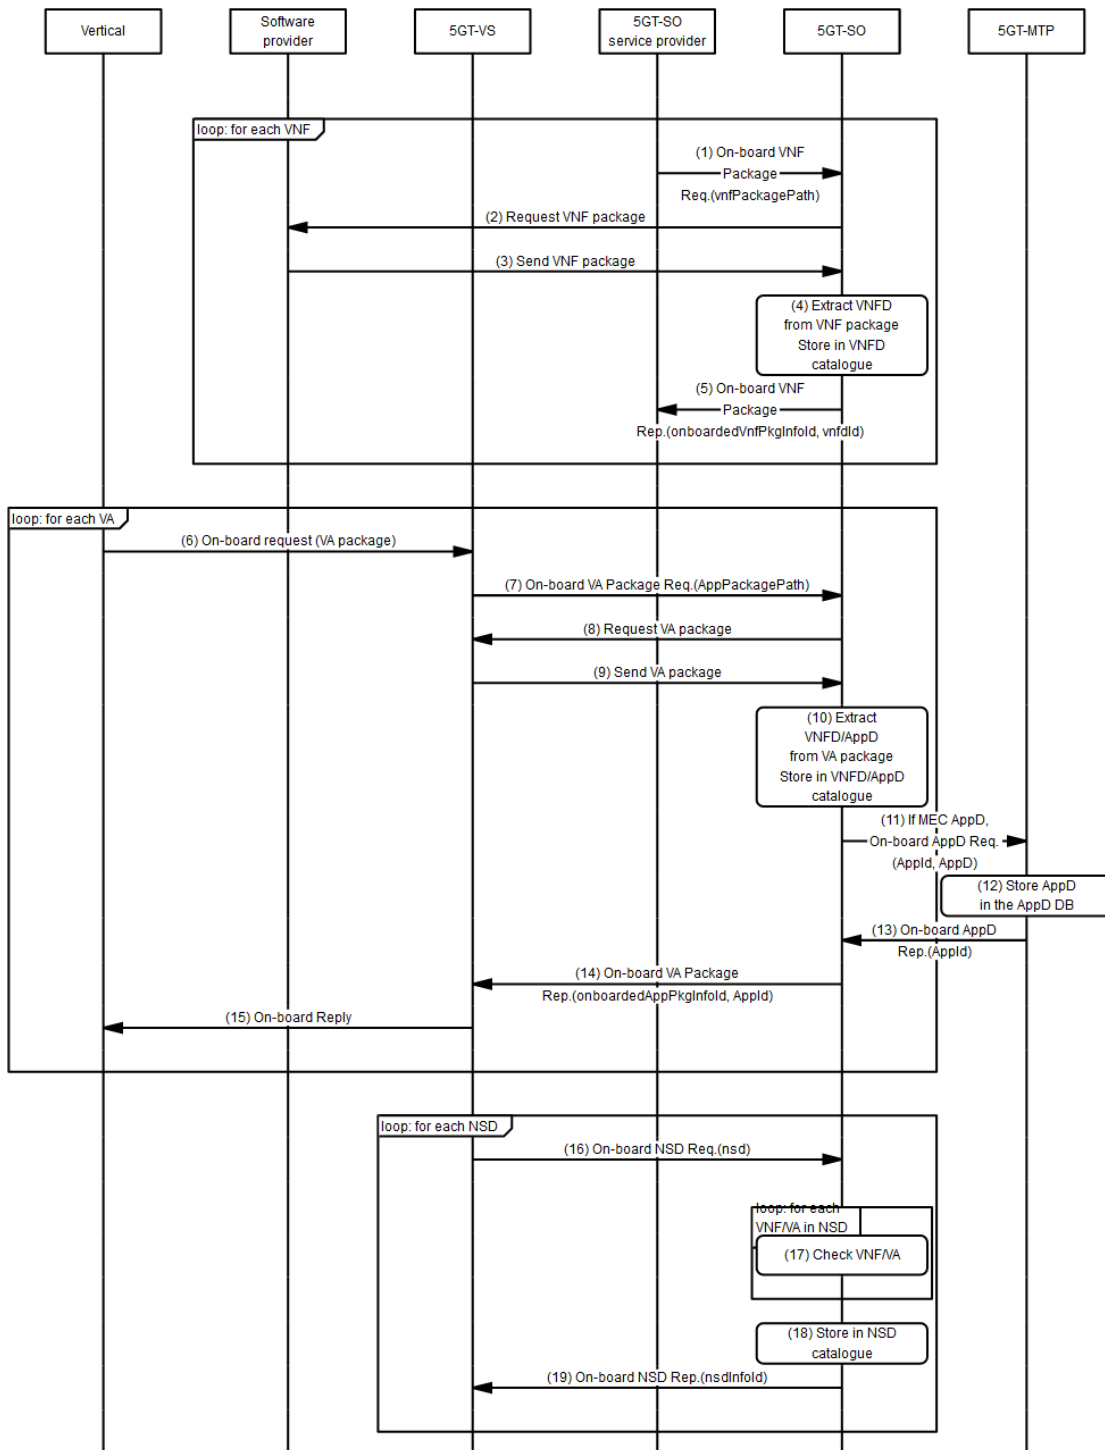 Vertical
Software
provider
5GT-VS
5GT-SO
service provider
5GT-SO
5GT-MTP
loop: for each VNF
(1) On-board VNF
Package
Req.(vnfPackagePath)
(2) Request VNF package
(3) Send VNF package
(4) Extract VNFD
from VNF package
Store in VNFD
catalogue
(5) On-board VNF
Package
Rep.(onboardedVnfPkgInfoId, vnfdId)
loop: for each VA
(6) On-board request (VA package)
(7) On-board VA Package Req.(AppPackagePath)
(8) Request VA package
(9) Send VA package
(10) Extract
VNFD/AppD
from VA package
Store in VNFD/AppD
catalogue
(11) If MEC AppD,
On-board AppD Req.
(AppId, AppD)
(12) Store AppD
in the AppD DB
(13) On-board AppD
Rep.(AppId)
(14) On-board VA Package
Rep.(onboardedAppPkgInfoId, AppId)
(15) On-board Reply
loop: for each NSD
(16) On-board NSD Req.(nsd)
loop: for each
VNF/VA in NSD
(17) Check VNF/VA
(18) Store in NSD
catalogue
(19) On-board NSD Rep.(nsdInfoId)